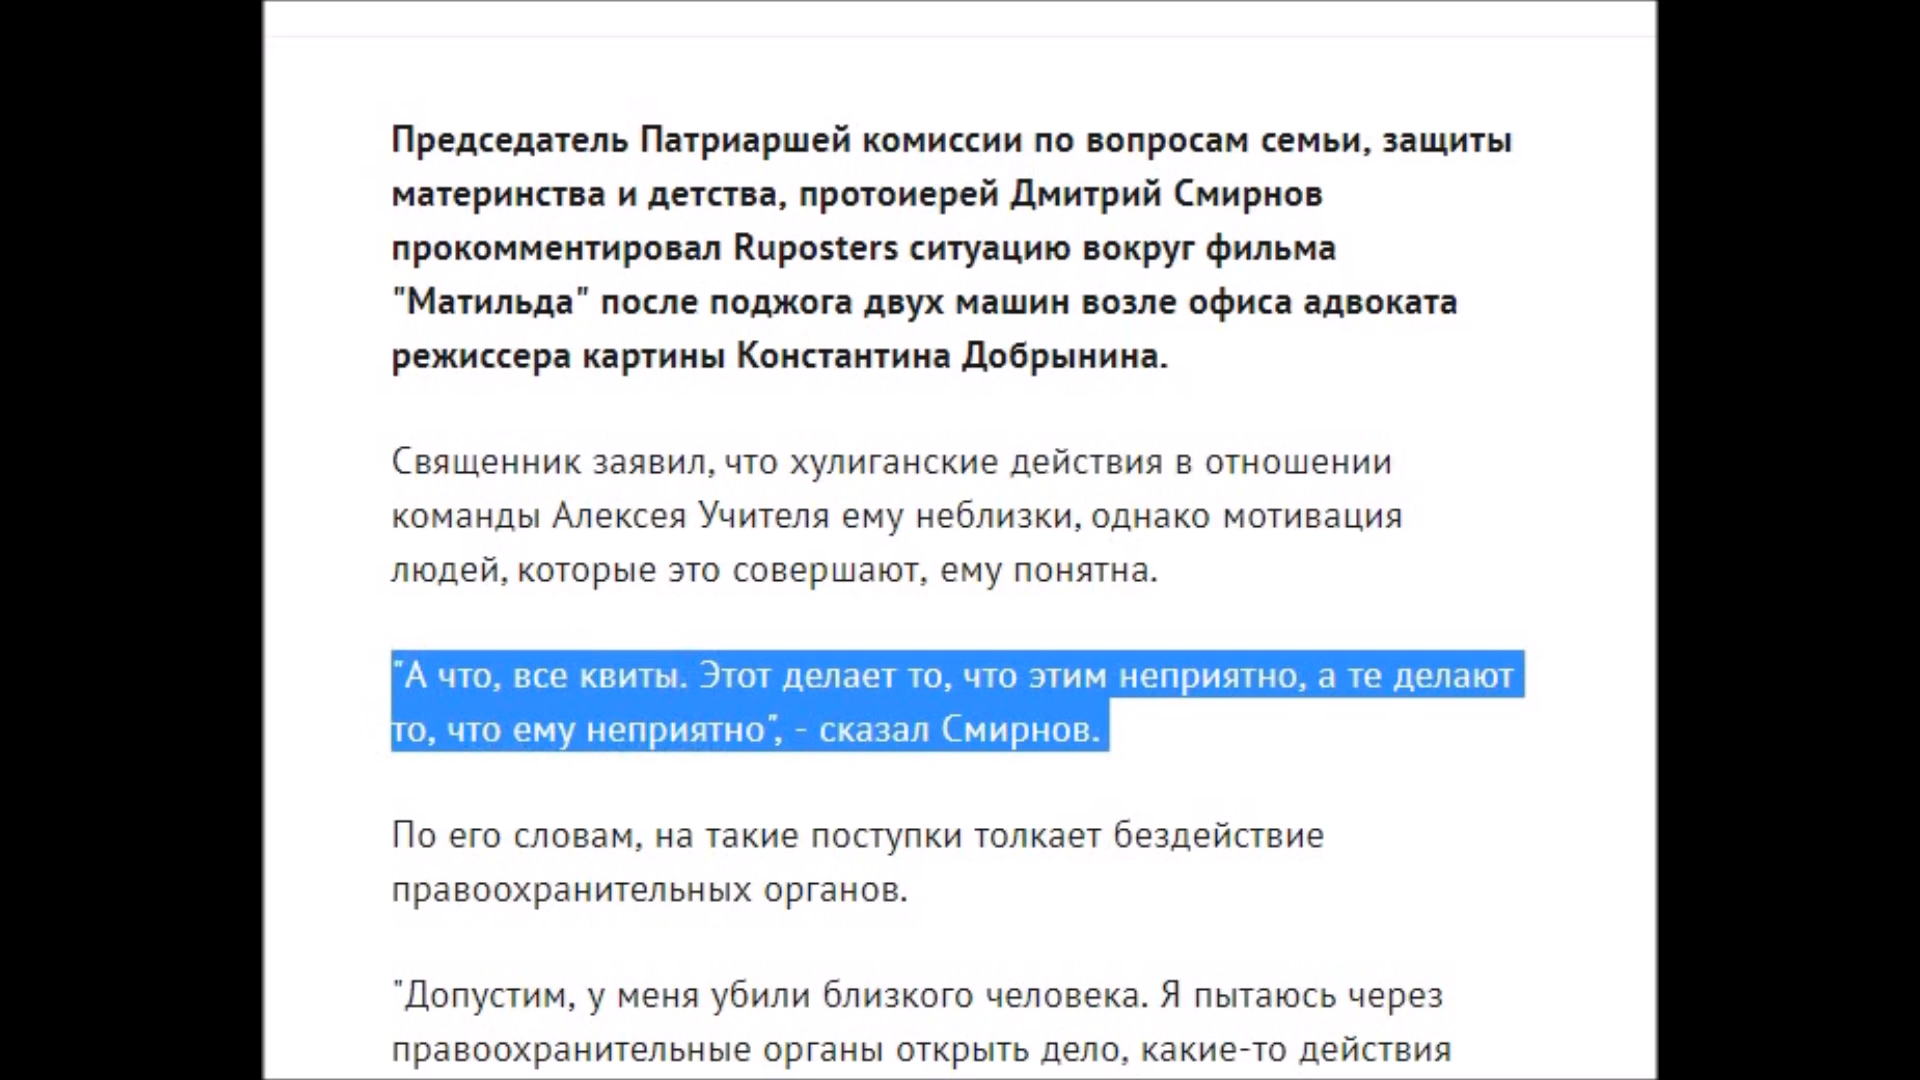 Председатель Патриаршей комиссии по вопросам семьи, защиты
материнства и детства, протоиерей Дмитрий Смирнов
прокомментировал Ruposters ситуацию вокруг фильма
"Матильда" после поджога двух машин возле офиса адвоката
режиссера картины Константина Добрынина.
Священник заявил, что хулиганские действия в отношении
команды Алексея Учителя ему неблизки, однако мотивация
людей, которые это совершают, ему понятна.
"А что, все квиты. Этот делает то, что этим неприятно, а те делают
то, что ему неприятно", - сказал Смирнов.
По его словам, на такие поступки толкает бездействие
правоохранительных органов.
"Допустим, у меня убили близкого человека. Я пытаюсь через
правоохранительные органы открыть дело, какие-то действия